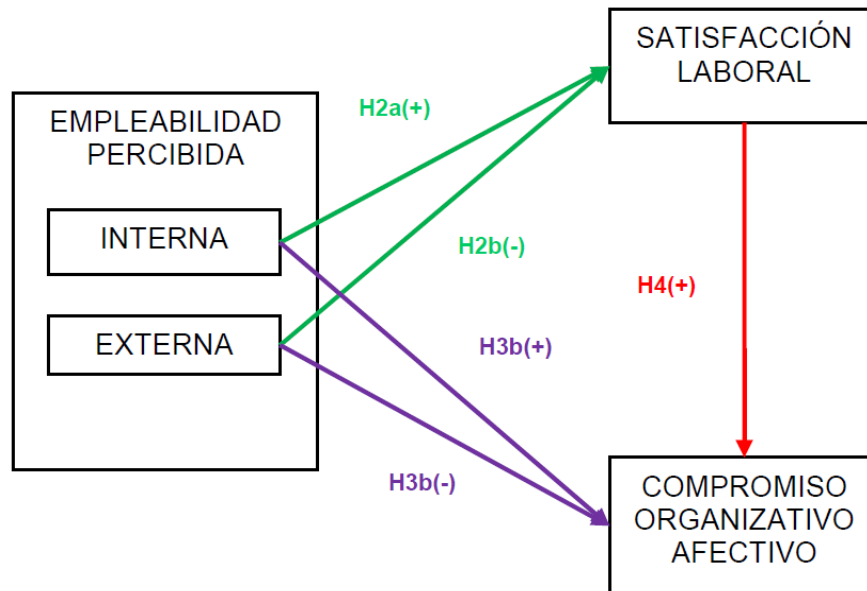 SATISFACCIÓN
LABORAL
H2a(+)
EMPLEABILIDAD
PERCIBIDA
INTERNA
H2b(-)
H4(+)
EXTERNA
H3b(+)
H3b(-)
COMPROMISO
ORGANIZATIVO
AFECTIVO